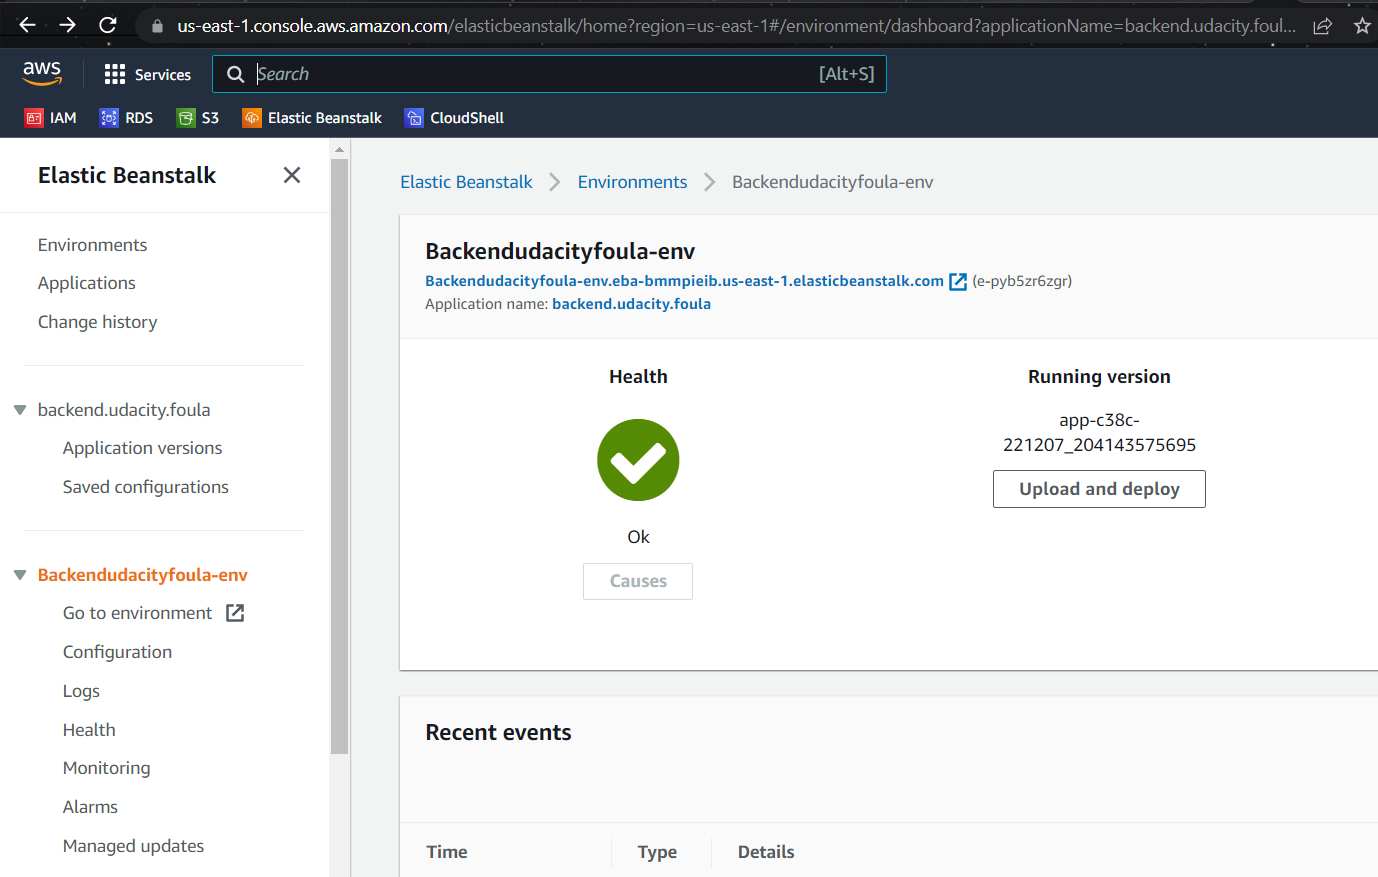 us-east-1.console.aws.amazon.com/elasticbeanstalk/home?region=us-east-1#/environment/dashboard?applicationName=backend.udacity.foul...
aws
Services
Search
[Alt+S]
IAM
RDS
S3
Elastic Beanstalk
CloudShell
Elastic Beanstalk
Environments
Applications
Change history
backend.udacity.foula
Application versions
Saved configurations
Backendudacityfoula-env
Go to environment
Configuration
Logs
Health
Monitoring
Alarms
Managed updates
Elastic Beanstalk > Environments > Backendudacityfoula-env
Backendudacityfoula-env
Backendudacityfoula-env.eba-bmmpieib.us-east-1.elasticbeanstalk.com (e-pyb5zr6zgr)
Application name: backend.udacity.foula
Health
Ok
Causes
Running version
app-c38c-
221207_204143575695
Upload and deploy
Recent events
Time
Type
Details